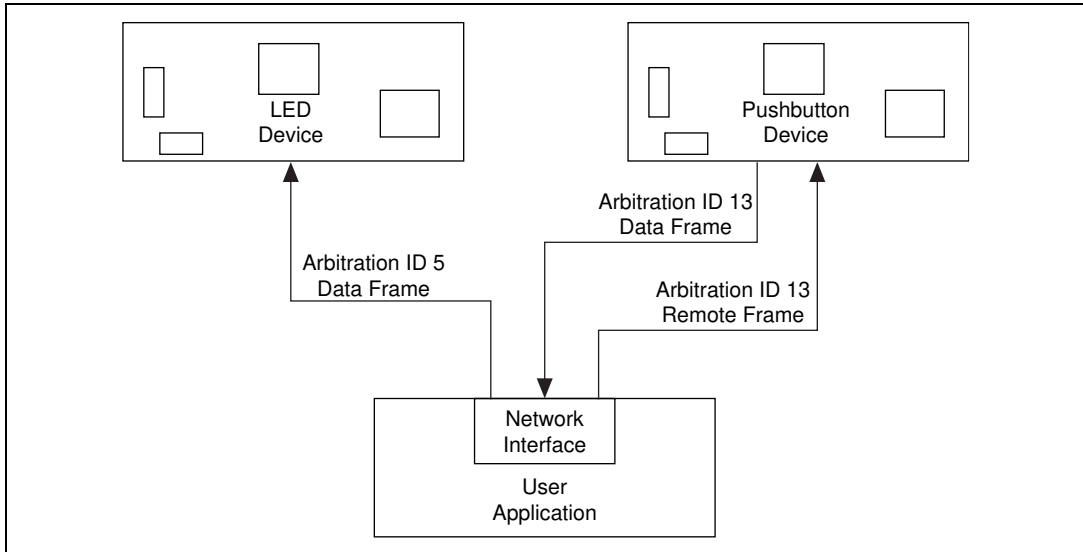 LED
Device
Pushbutton
Device
Arbitration ID 13
Data Frame
Arbitration ID 5
Data Frame
Arbitration ID 13
Remote Frame
Network
Interface
User
Application